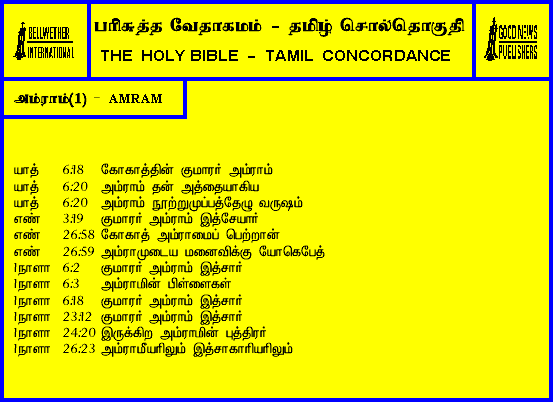 BELLWETHER
INTERNATIONAL
பரிசுத்த வேதாகமம் - தமிழ் சொல்தொகுதி
THE HOLY BIBLE - TAMIL CONCORDANCE
GOOD NEWS
PUBLISHERS
அம்ராம்(1) - AMRAM
யாத் 6:18 கோகாத்தின் குமாரர் அம்ராம்
யாத் 6:20 அம்ராம் தன் அத்தையாகிய
யாத் 6:20 அம்ராம் நூற்றுமுப்பத்தேழு வருஷம்
எண் 3:19 குமாரர் அம்ராம் இத்சேயார்
எண் 26:58 கோகாத் அம்ராமைப் பெற்றான்
எண் 26:59 அம்ராமுடைய மனைவிக்கு யோகெபேத்
1நாளா 6:2 குமாரர் அம்ராம் இத்சார்
1நாளா 6:3 அம்ராமின் பிள்ளைகள்
1நாளா 6:18 குமாரர் அம்ராம் இத்சார்
1நாளா 23:12 குமாரர் அம்ராம் இத்சார்
1நாளா 24:20 இருக்கிற அம்ராமின் புத்திரர்
1நாளா 26:23 அம்ராமீயரிலும் இத்சாகாரியரிலும்